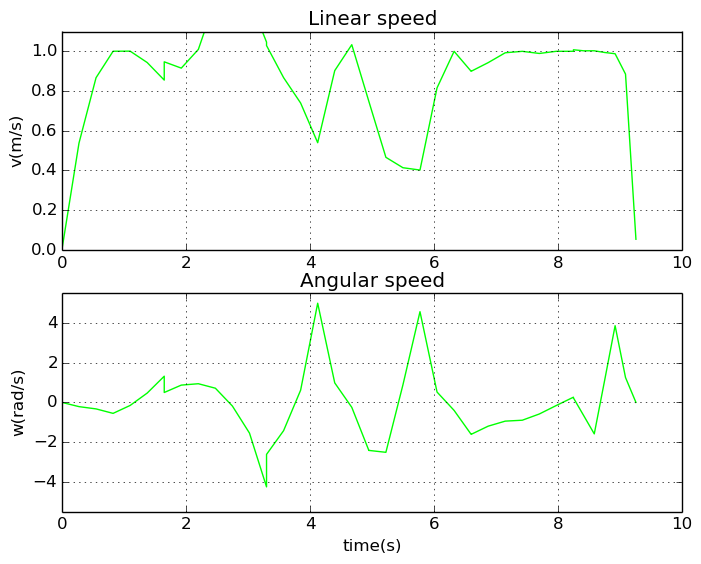 Linear speed
v(m/s)
1.0
0.8
0.6
0.4
0.2
0.0
0 2 4 6 8 10
Angular speed
w(rad/s)
4
2
0
−2
−4
0 2 4 6 8 10
time(s)